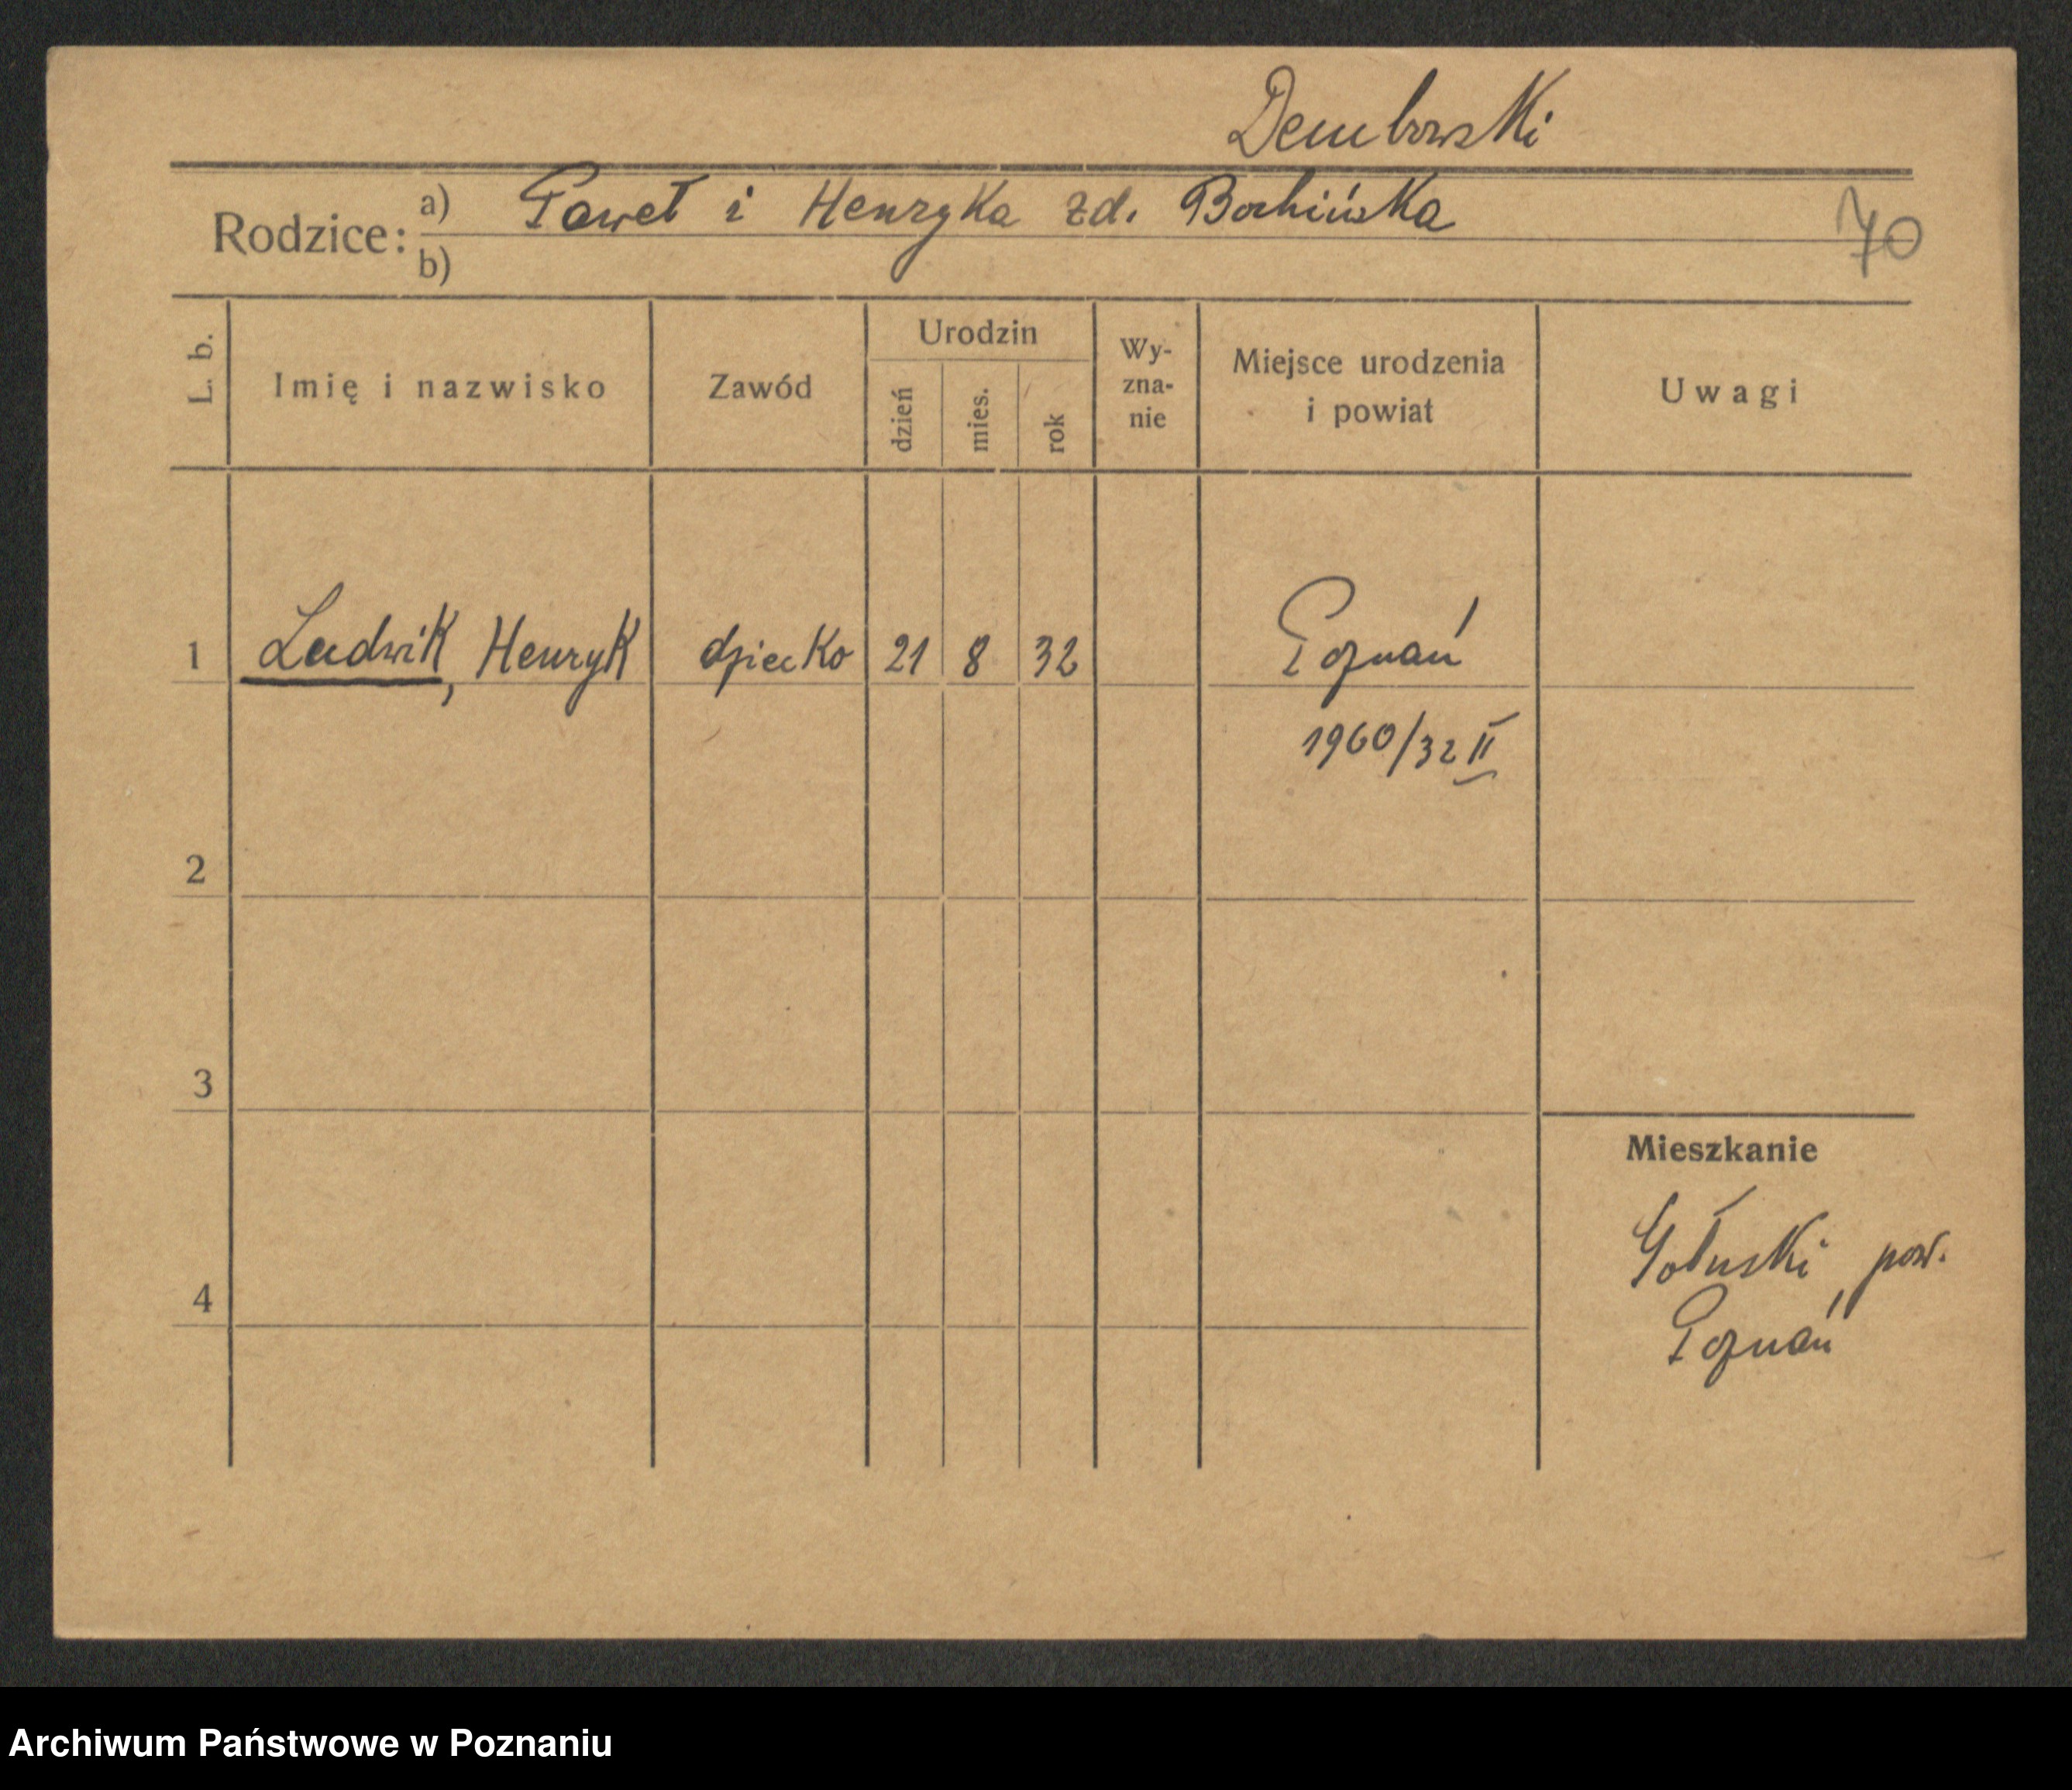 Dembowski
Rodzice: a) Paweł i Henryka zd. Bochińska
b)
70
L. b. Imię i nazwisko Zawód Urodzin dzień mies. rok Wy-zna-nie Miejsce urodzenia i powiat Uwagi
1 Ludwik, Henryk dziecko 21 8 32 Poznań
1960/32 II
2
3
Mieszkanie
Gołuski pow.
4
Poznań
Archiwum Państwowe w Poznaniu